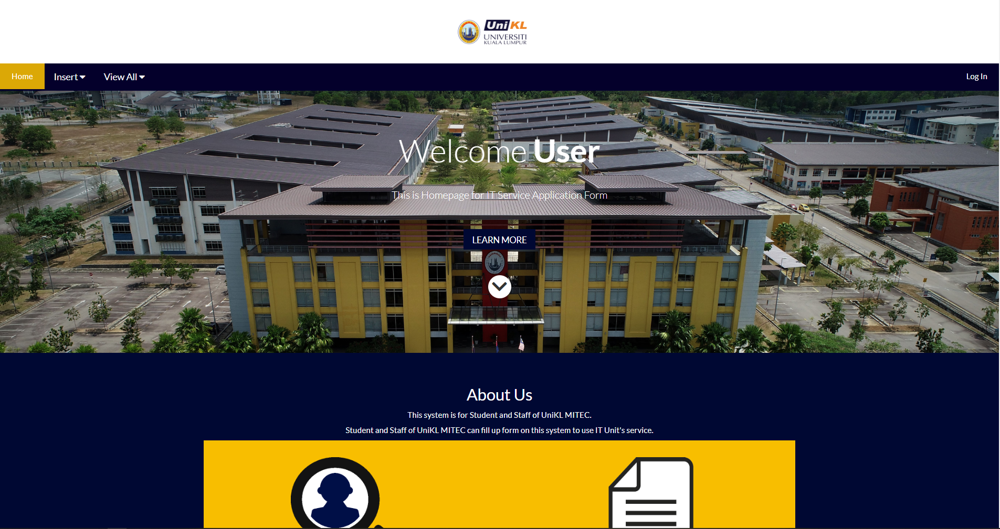 Uni KL
UNIVERSITI
KUALA LUMPUR
Home
Insert
View All
Log In
Welcome User
This is Homepage for IT Service Application Form
LEARN MORE
About Us
This system is for Student and Staff of UniKL MITEC.
Student and Staff of UniKL MITEC can fill up form on this system to use IT Unit's service.